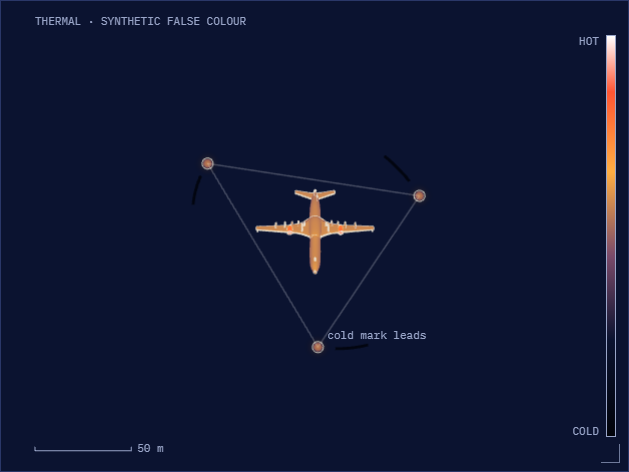 THERMAL · SYNTHETIC FALSE COLOUR
HOT
cold mark leads
COLD
50 m